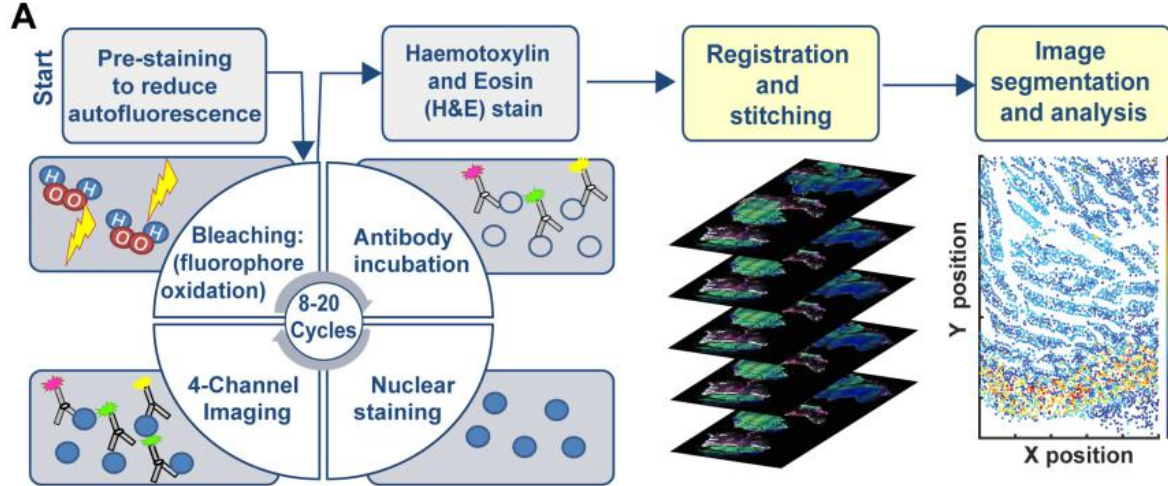 A
Start
Pre-staining
to reduce
autofluorescence
Haemotoxylin
and Eosin
(H&E) stain
Registration
and
stitching
Image
segmentation
and analysis
H
H
O
O
H
H
O
O
Bleaching:
(fluorophore
oxidation)
Antibody
incubation
8-20
Cycles
4-Channel
Imaging
Nuclear
staining
Y position
X position